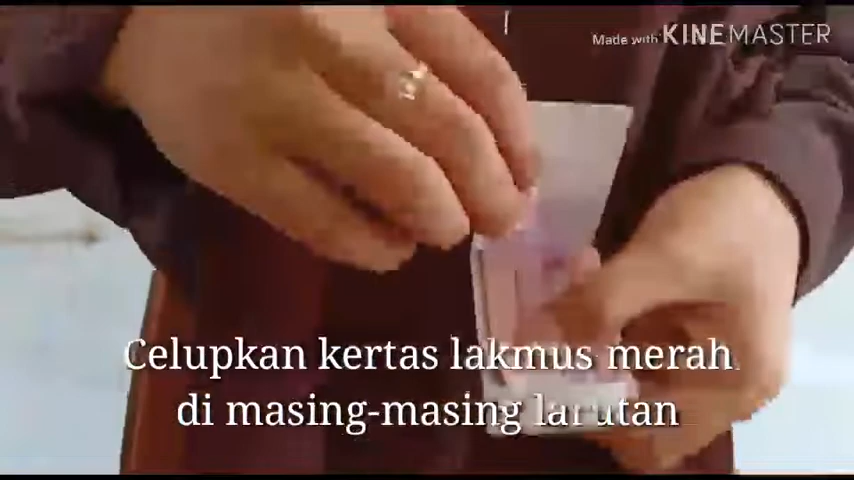 Made with KINEMASTER
Celupkan kertas lakmus merah
di masing-masing larutan